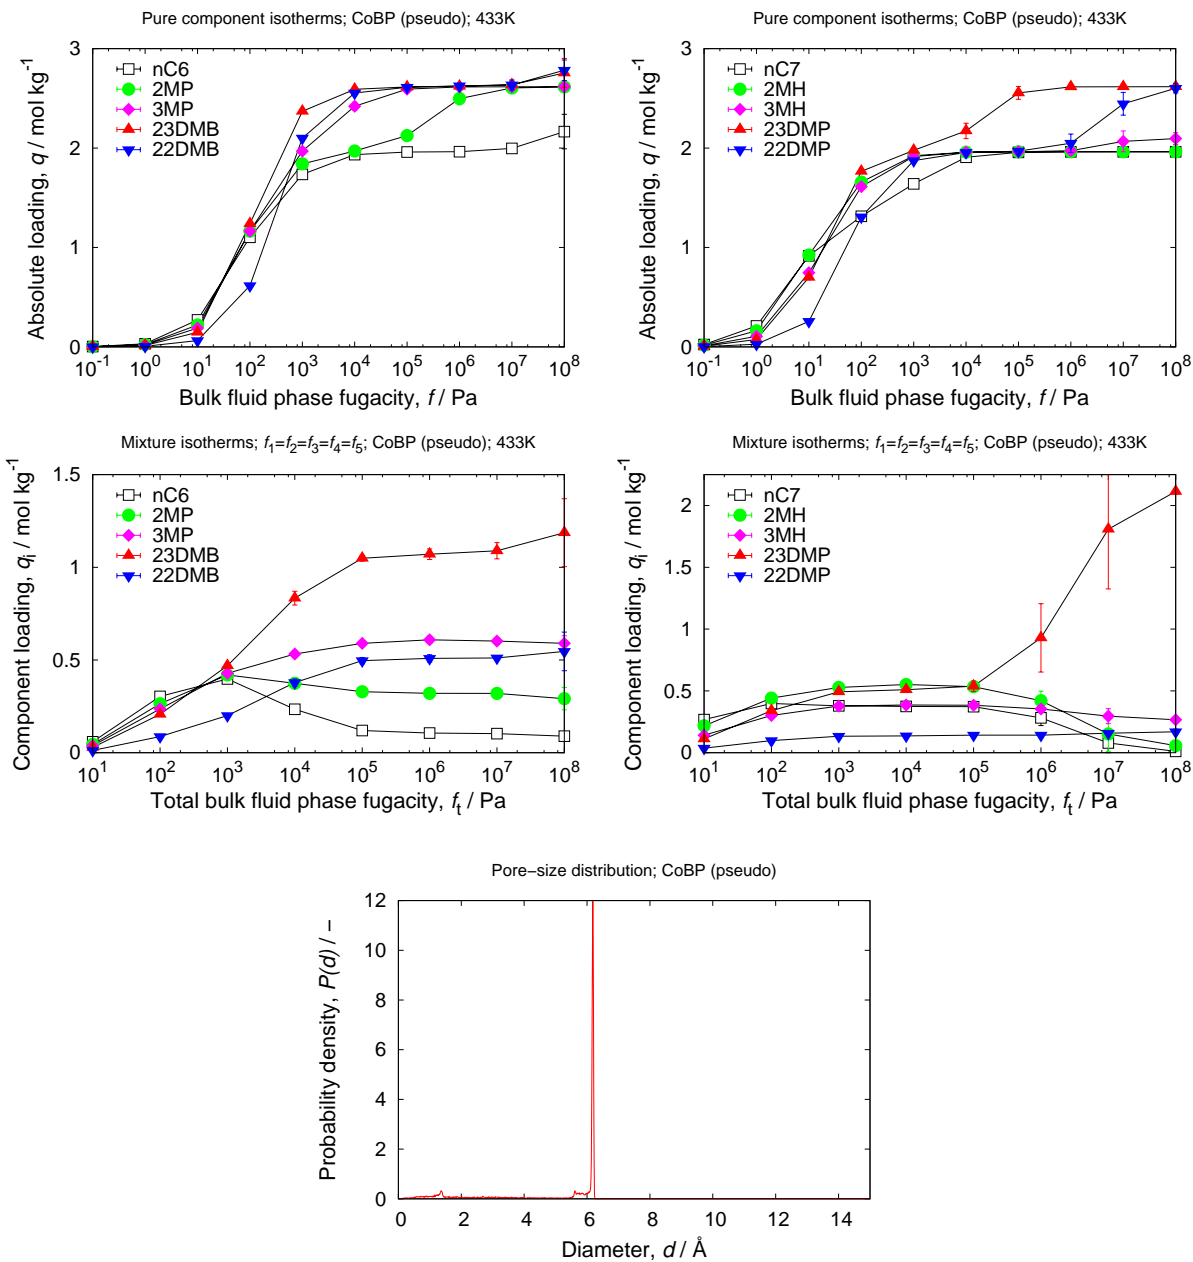 Pure component isotherms; CoBP (pseudo); 433K
Absolute loading, q / mol kg⁻¹
3
2
1
0
nC6
2MP
3MP
23DMB
22DMB
10⁻¹ 10⁰ 10¹ 10² 10³ 10⁴ 10⁵ 10⁶ 10⁷ 10⁸
Bulk fluid phase fugacity, f / Pa
Pure component isotherms; CoBP (pseudo); 433K
Absolute loading, q / mol kg⁻¹
3
2
1
0
nC7
2MH
3MH
23DMP
22DMP
10⁻¹ 10⁰ 10¹ 10² 10³ 10⁴ 10⁵ 10⁶ 10⁷ 10⁸
Bulk fluid phase fugacity, f / Pa
Mixture isotherms; f₁=f₂=f₃=f₄=f₅; CoBP (pseudo); 433K
Component loading, qᵢ / mol kg⁻¹
1.5
1
0.5
0
nC6
2MP
3MP
23DMB
22DMB
10¹ 10² 10³ 10⁴ 10⁵ 10⁶ 10⁷ 10⁸
Total bulk fluid phase fugacity, fₜ / Pa
Mixture isotherms; f₁=f₂=f₃=f₄=f₅; CoBP (pseudo); 433K
Component loading, qᵢ / mol kg⁻¹
2
1.5
1
0.5
0
nC7
2MH
3MH
23DMP
22DMP
10¹ 10² 10³ 10⁴ 10⁵ 10⁶ 10⁷ 10⁸
Total bulk fluid phase fugacity, fₜ / Pa
Pore−size distribution; CoBP (pseudo)
Probability density, P(d) / −
12
10
8
6
4
2
0
0 2 4 6 8 10 12 14
Diameter, d / Å